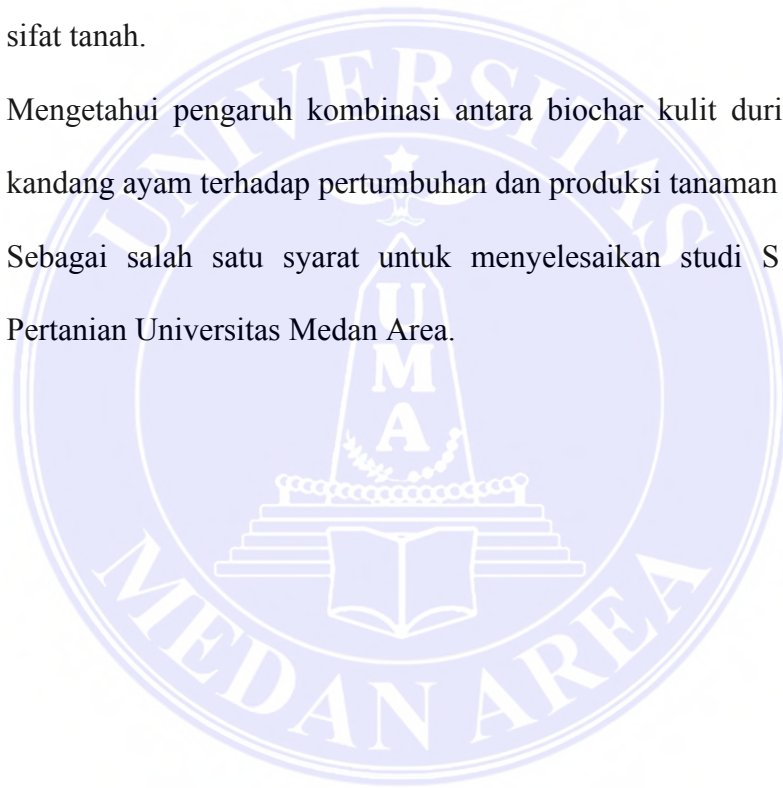 sifat tanah.
Mengetahui pengaruh kombinasi antara biochar kulit duri
kandang ayam terhadap pertumbuhan dan produksi tanaman
Sebagai salah satu syarat untuk menyelesaikan studi S
Pertanian Universitas Medan Area.
UNIVERSITAS
UMA
MEDAN AREA